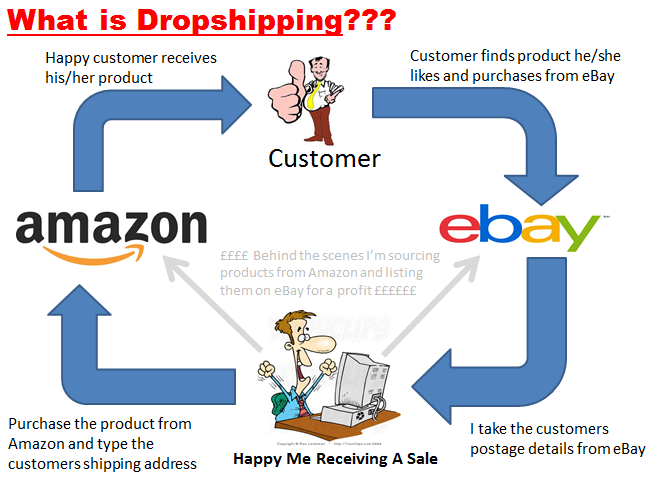 What is Dropshipping???
Happy customer receives
his/her product
Customer finds product he/she
likes and purchases from eBay
Customer
amazon
ebay
££££ Behind the scenes I'm sourcing
products from Amazon and listing
them on eBay for a profit ££££££
Purchase the product from
Amazon and type the
customers shipping address
I take the customers
postage details from eBay
Happy Me Receiving A Sale